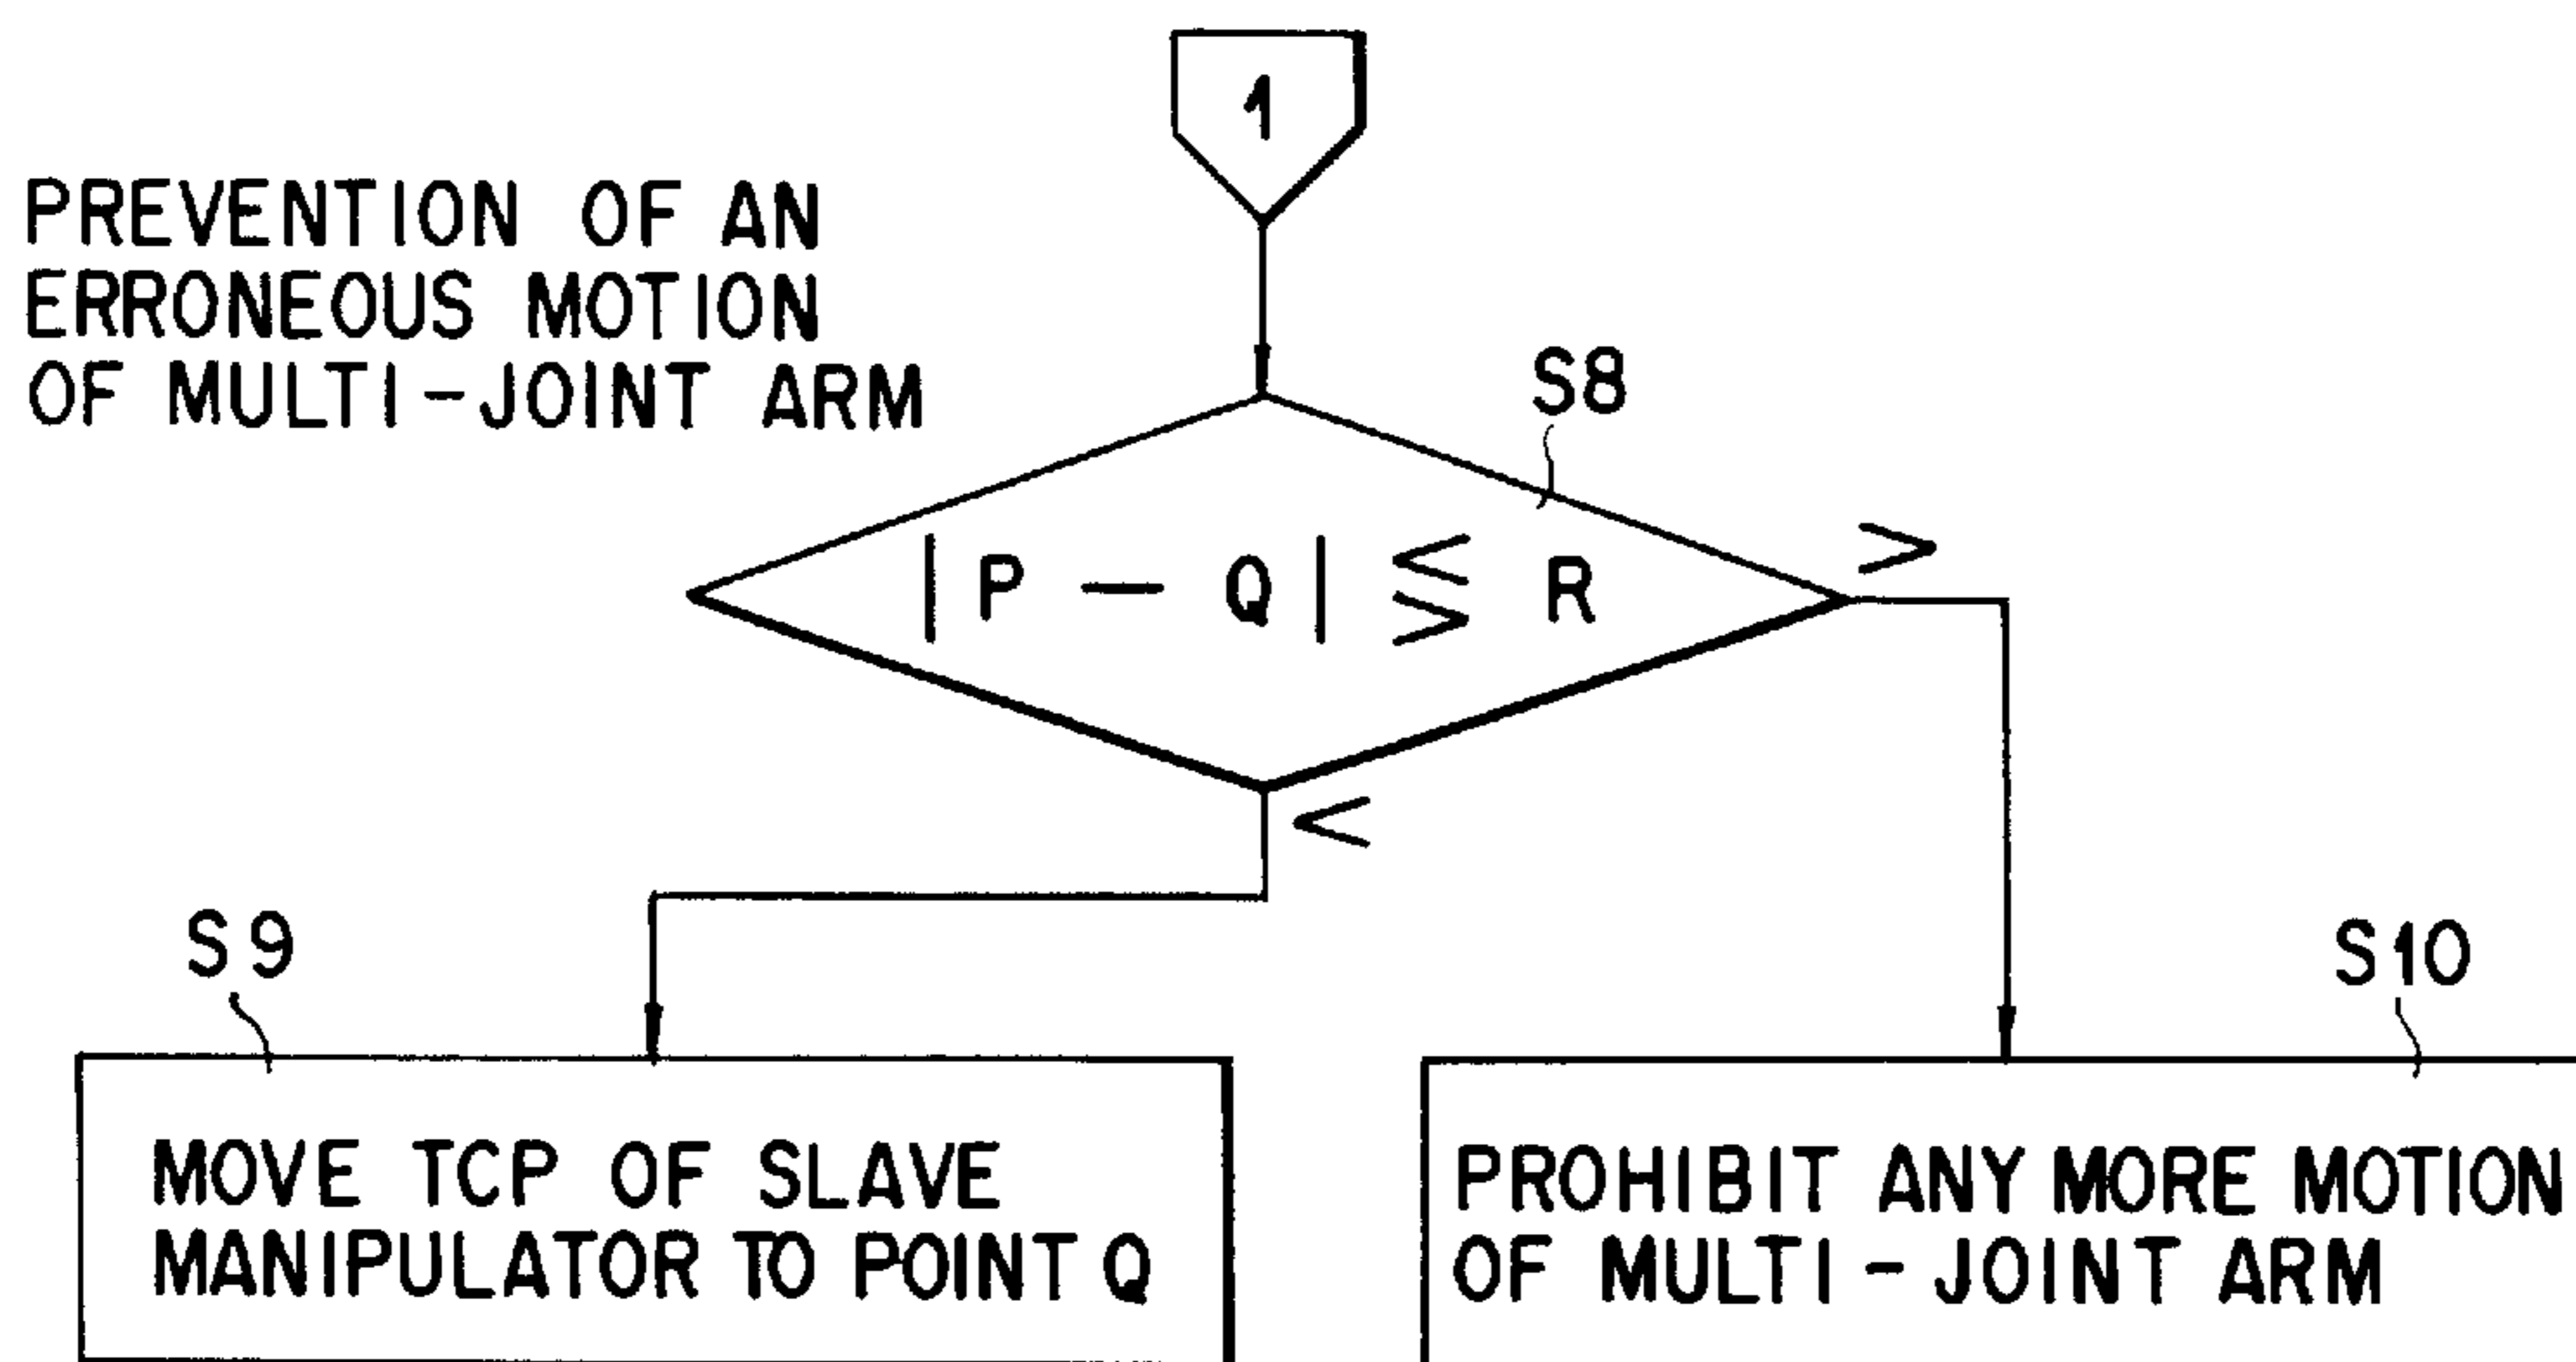 1
PREVENTION OF AN
ERRONEOUS MOTION
OF MULTI-JOINT ARM
S8
| P — Q | ≶ R
>
<
S9
S10
MOVE TCP OF SLAVE
MANIPULATOR TO POINT Q
PROHIBIT ANY MORE MOTION
OF MULTI-JOINT ARM